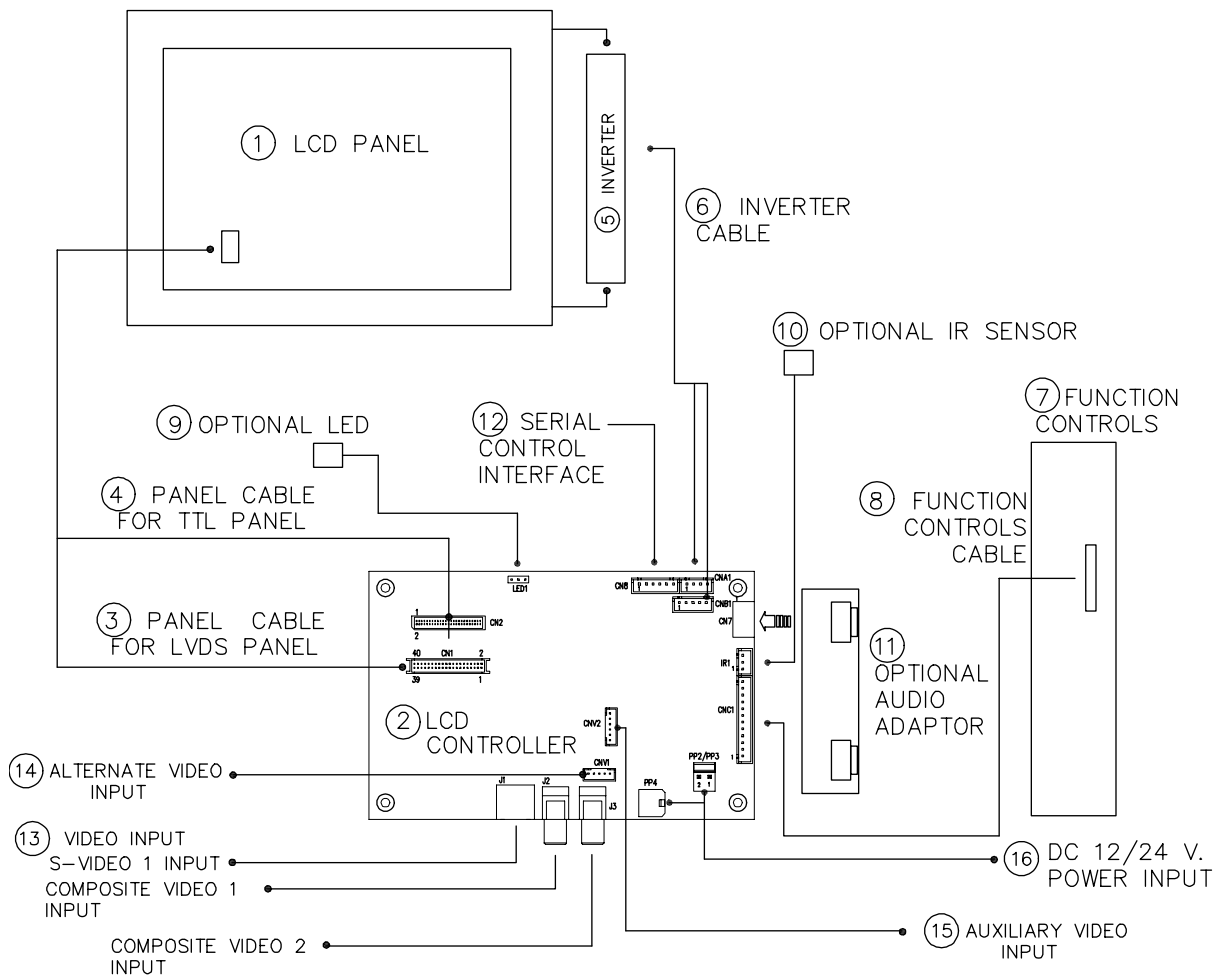 1 LCD PANEL
5 INVERTER
6 INVERTER
CABLE
10 OPTIONAL IR SENSOR
7 FUNCTION
CONTROLS
9 OPTIONAL LED
12 SERIAL
CONTROL
INTERFACE
4 PANEL CABLE
FOR TTL PANEL
8 FUNCTION
CONTROLS
CABLE
3 PANEL CABLE
FOR LVDS PANEL
LED1
CN8
1
CNA1
1
CNB1
1
CN7
1
CN2
2
40 CN1 2
39 1
IR1
1
CNC1
1
11
OPTIONAL
AUDIO
ADAPTOR
2 LCD
CONTROLLER
CNV2
CNV1
PP2/PP3
2 1
PP4
J1
J2
J3
14 ALTERNATE VIDEO
INPUT
13 VIDEO INPUT
S-VIDEO 1 INPUT
COMPOSITE VIDEO 1
INPUT
COMPOSITE VIDEO 2
INPUT
16 DC 12/24 V.
POWER INPUT
15 AUXILIARY VIDEO
INPUT